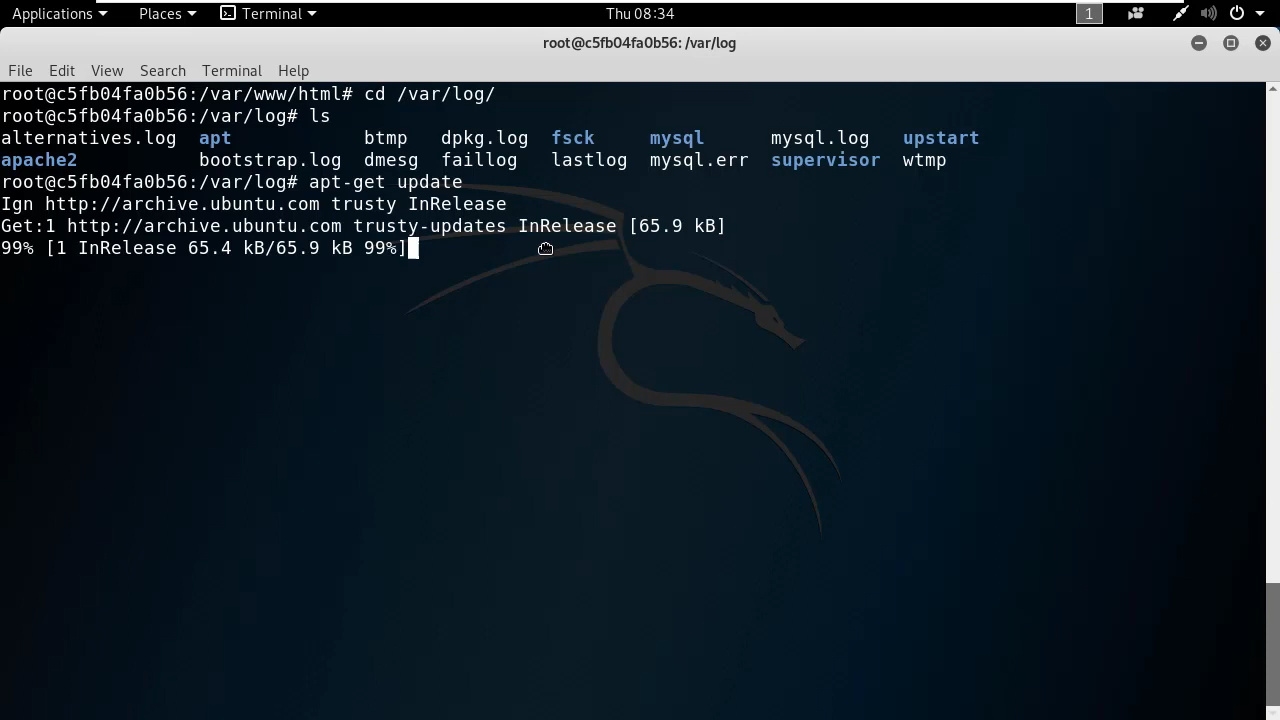 Applications Places Terminal Thu 08:34 1
root@c5fb04fa0b56: /var/log
File Edit View Search Terminal Help
root@c5fb04fa0b56:/var/www/html# cd /var/log/
root@c5fb04fa0b56:/var/log# ls
alternatives.log apt btmp dpkg.log fsck mysql mysql.log upstart
apache2 bootstrap.log dmesg faillog lastlog mysql.err supervisor wtmp
root@c5fb04fa0b56:/var/log# apt-get update
Ign http://archive.ubuntu.com trusty InRelease
Get:1 http://archive.ubuntu.com trusty-updates InRelease [65.9 kB]
99% [1 InRelease 65.4 kB/65.9 kB 99%]